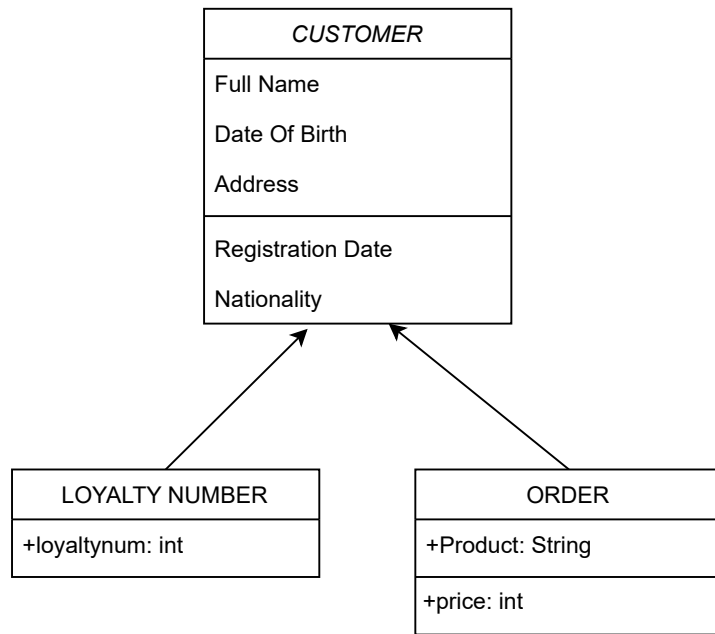 CUSTOMER
Full Name
Date Of Birth
Address
Registration Date
Nationality
LOYALTY NUMBER
+loyaltynum: int
ORDER
+Product: String
+price: int